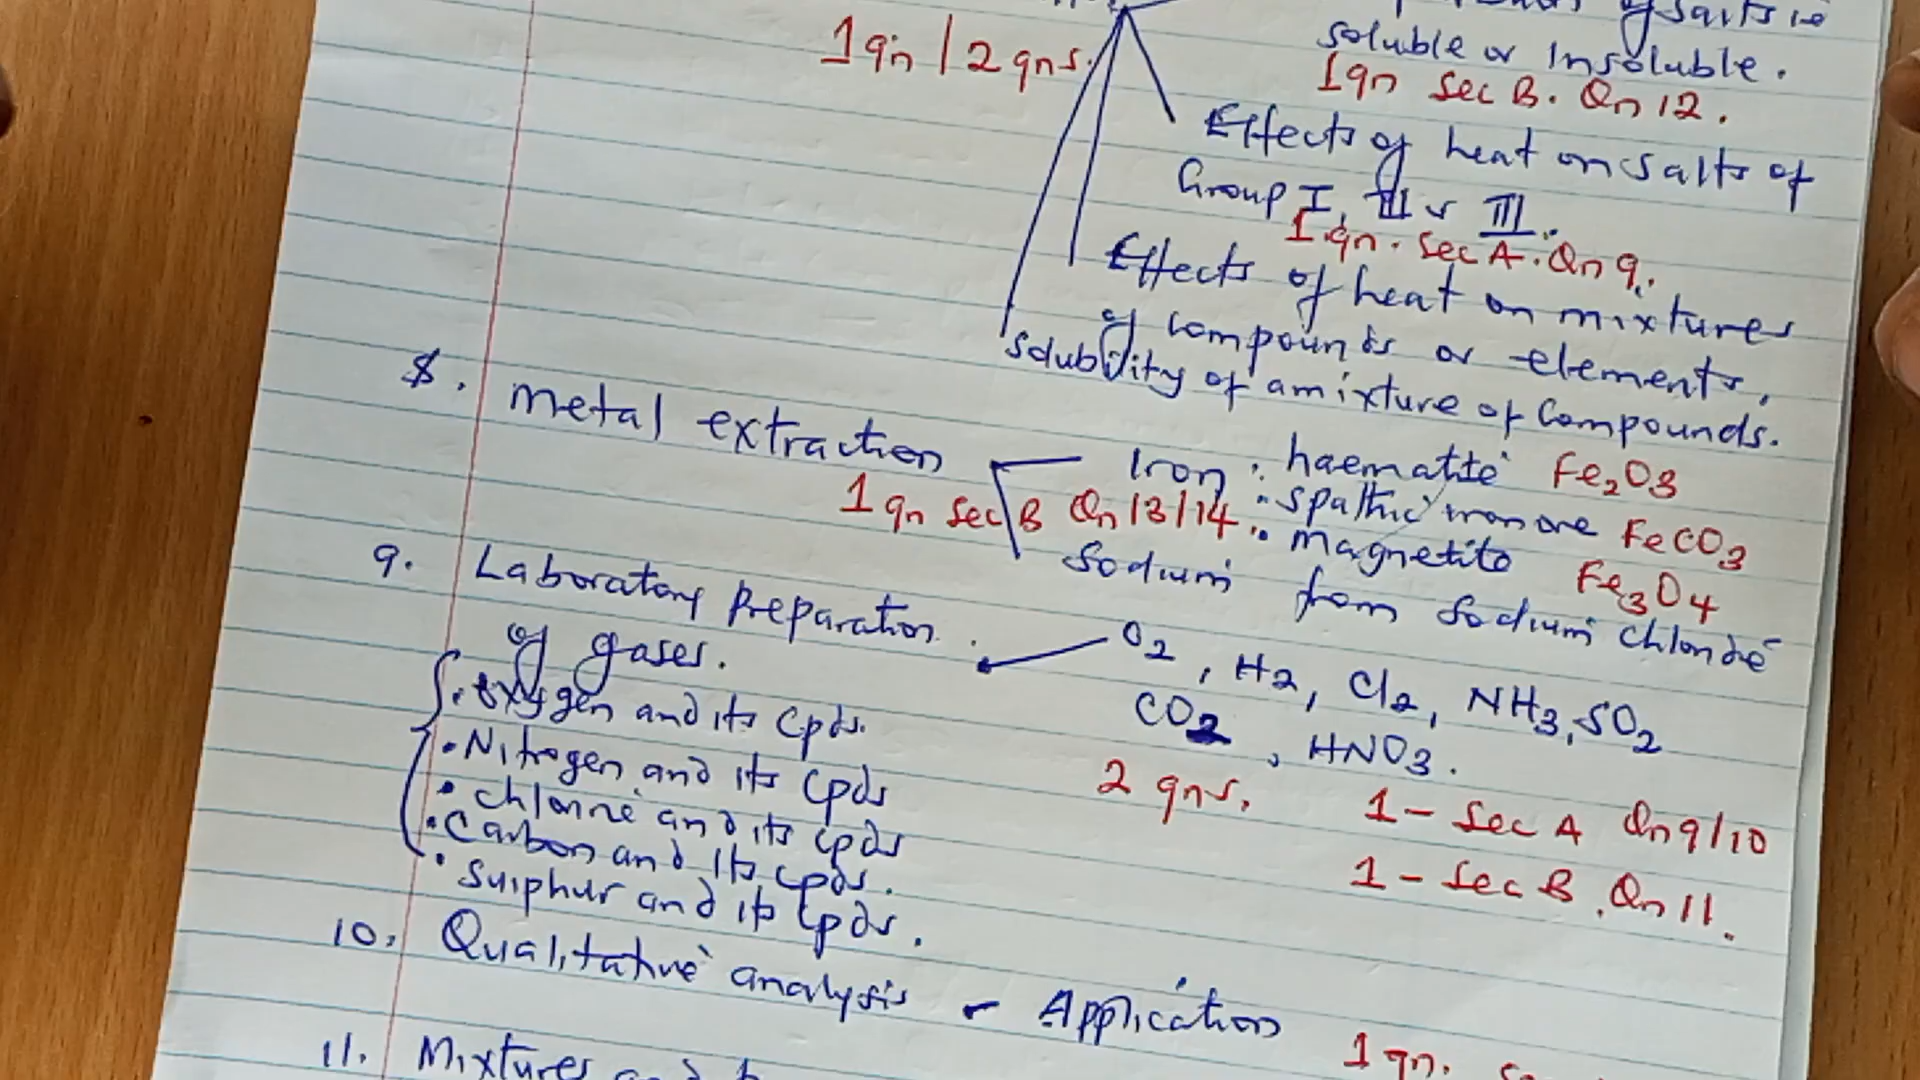 of salts ie
1 qn / 2 qns.
soluble or Insoluble.
1qn Sec B. Qn 12.
Effects of heat on salts of
Group I, II v III.
1 qn. Sec A. Qn 9.
Effects of heat on mixtures
of compounds or elements.
Solubility of a mixture of Compounds.
8. Metal extraction
Iron : haematite Fe2O3
1 qn Sec B Qn 13/14
spathic iron ore FeCO3
magnetite Fe3O4
Sodium from Sodium Chloride
9. Laboratory Preparation
of gases.
O2, H2, Cl2, NH3, SO2
CO2, HNO3.
. Oxygen and its Cpds.
. Nitrogen and its Cpds
. Chlorine and its Cpds
. Carbon and its Cpds.
. Sulphur and its Cpds.
2 qns. 1 - Sec A Qn 9/10
1 - Sec B. Qn 11.
10. Qualitative analysis - Application
1 qn.
11. Mixtures and